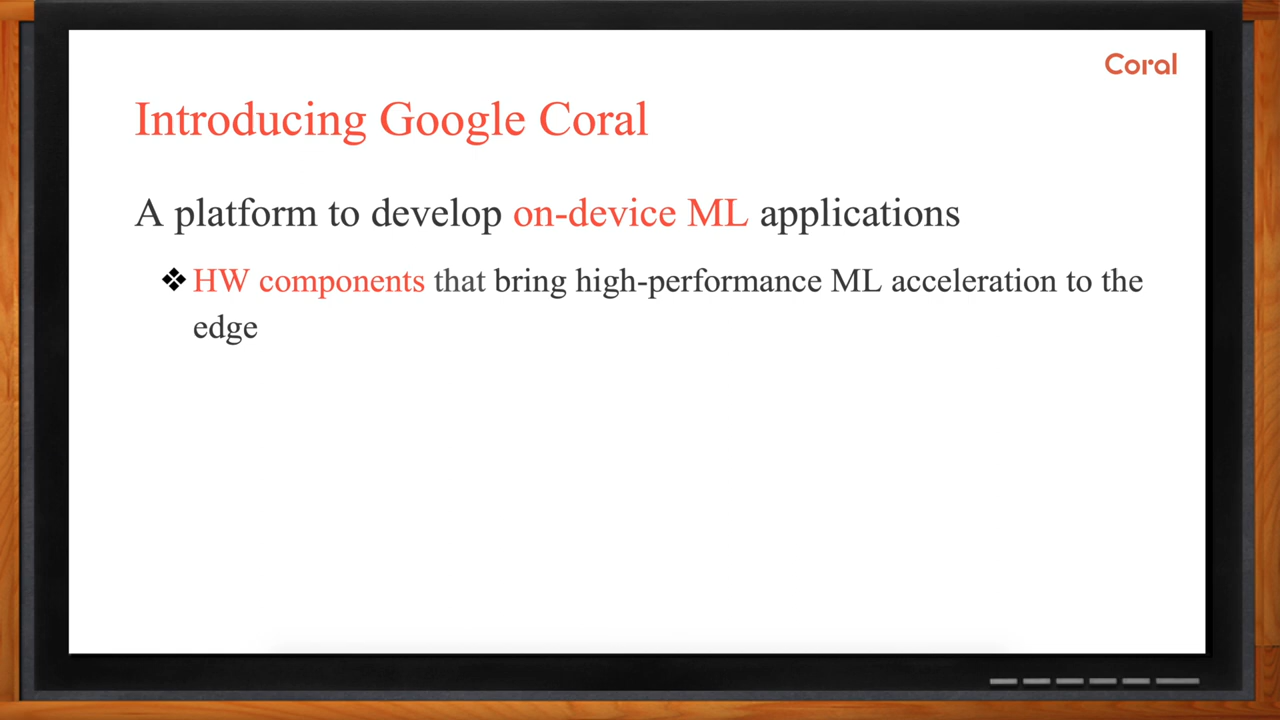 Coral
Introducing Google Coral
A platform to develop on-device ML applications
❖ HW components that bring high-performance ML acceleration to the
edge